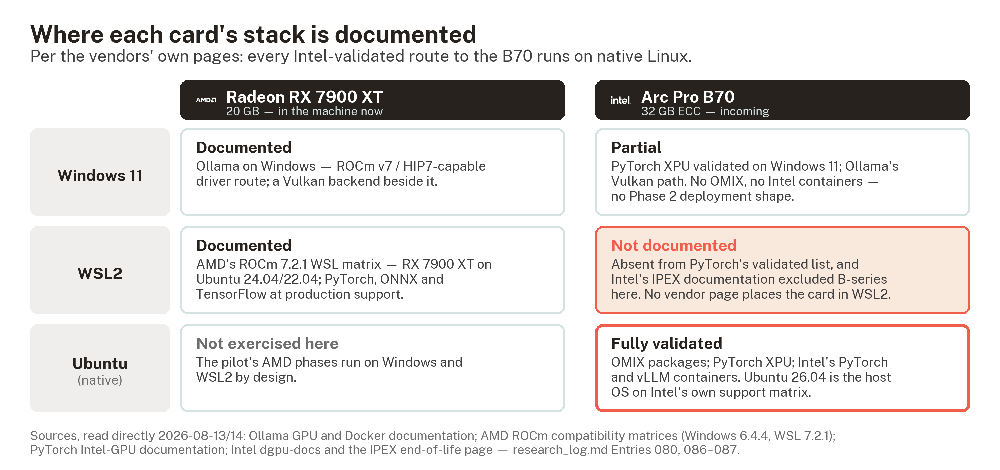 Where each card's stack is documented
Per the vendors' own pages: every Intel-validated route to the B70 runs on native Linux.
AMD Radeon RX 7900 XT
20 GB — in the machine now
intel. Arc Pro B70
32 GB ECC — incoming
Windows 11
Documented
Ollama on Windows — ROCm v7 / HIP7-capable
driver route; a Vulkan backend beside it.
Partial
PyTorch XPU validated on Windows 11; Ollama's
Vulkan path. No OMIX, no Intel containers —
no Phase 2 deployment shape.
WSL2
Documented
AMD's ROCm 7.2.1 WSL matrix — RX 7900 XT on
Ubuntu 24.04/22.04; PyTorch, ONNX and
TensorFlow at production support.
Not documented
Absent from PyTorch's validated list, and
Intel's IPEX documentation excluded B-series
here. No vendor page places the card in WSL2.
Ubuntu
(native)
Not exercised here
The pilot's AMD phases run on Windows and
WSL2 by design.
Fully validated
OMIX packages; PyTorch XPU; Intel's PyTorch
and vLLM containers. Ubuntu 26.04 is the host
OS on Intel's own support matrix.
Sources, read directly 2026-08-13/14: Ollama GPU and Docker documentation; AMD ROCm compatibility matrices (Windows 6.4.4, WSL 7.2.1);
PyTorch Intel-GPU documentation; Intel dgpu-docs and the IPEX end-of-life page — research_log.md Entries 080, 086–087.